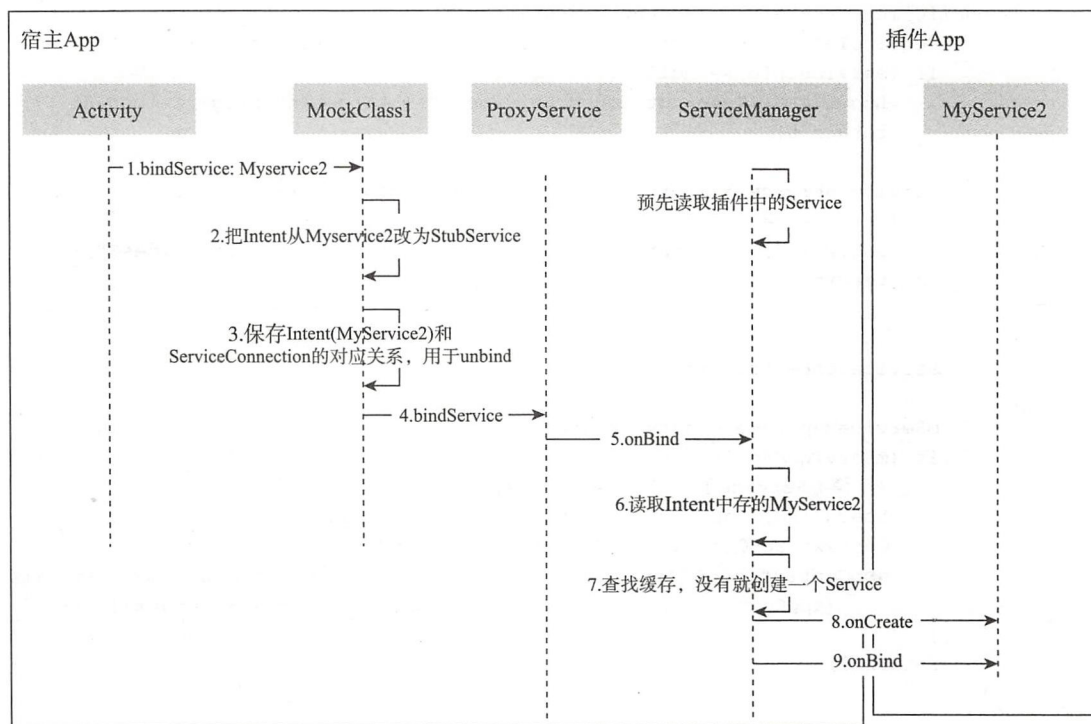 宿主App
插件App
Activity
MockClass1
ProxyService
ServiceManager
MyService2
1.bindService: Myservice2
预先读取插件中的Service
2.把Intent从Myservice2改为StubService
3.保存Intent(MyService2)和
ServiceConnection的对应关系，用于unbind
4.bindService
5.onBind
6.读取Intent中存的MyService2
7.查找缓存，没有就创建一个Service
8.onCreate
9.onBind